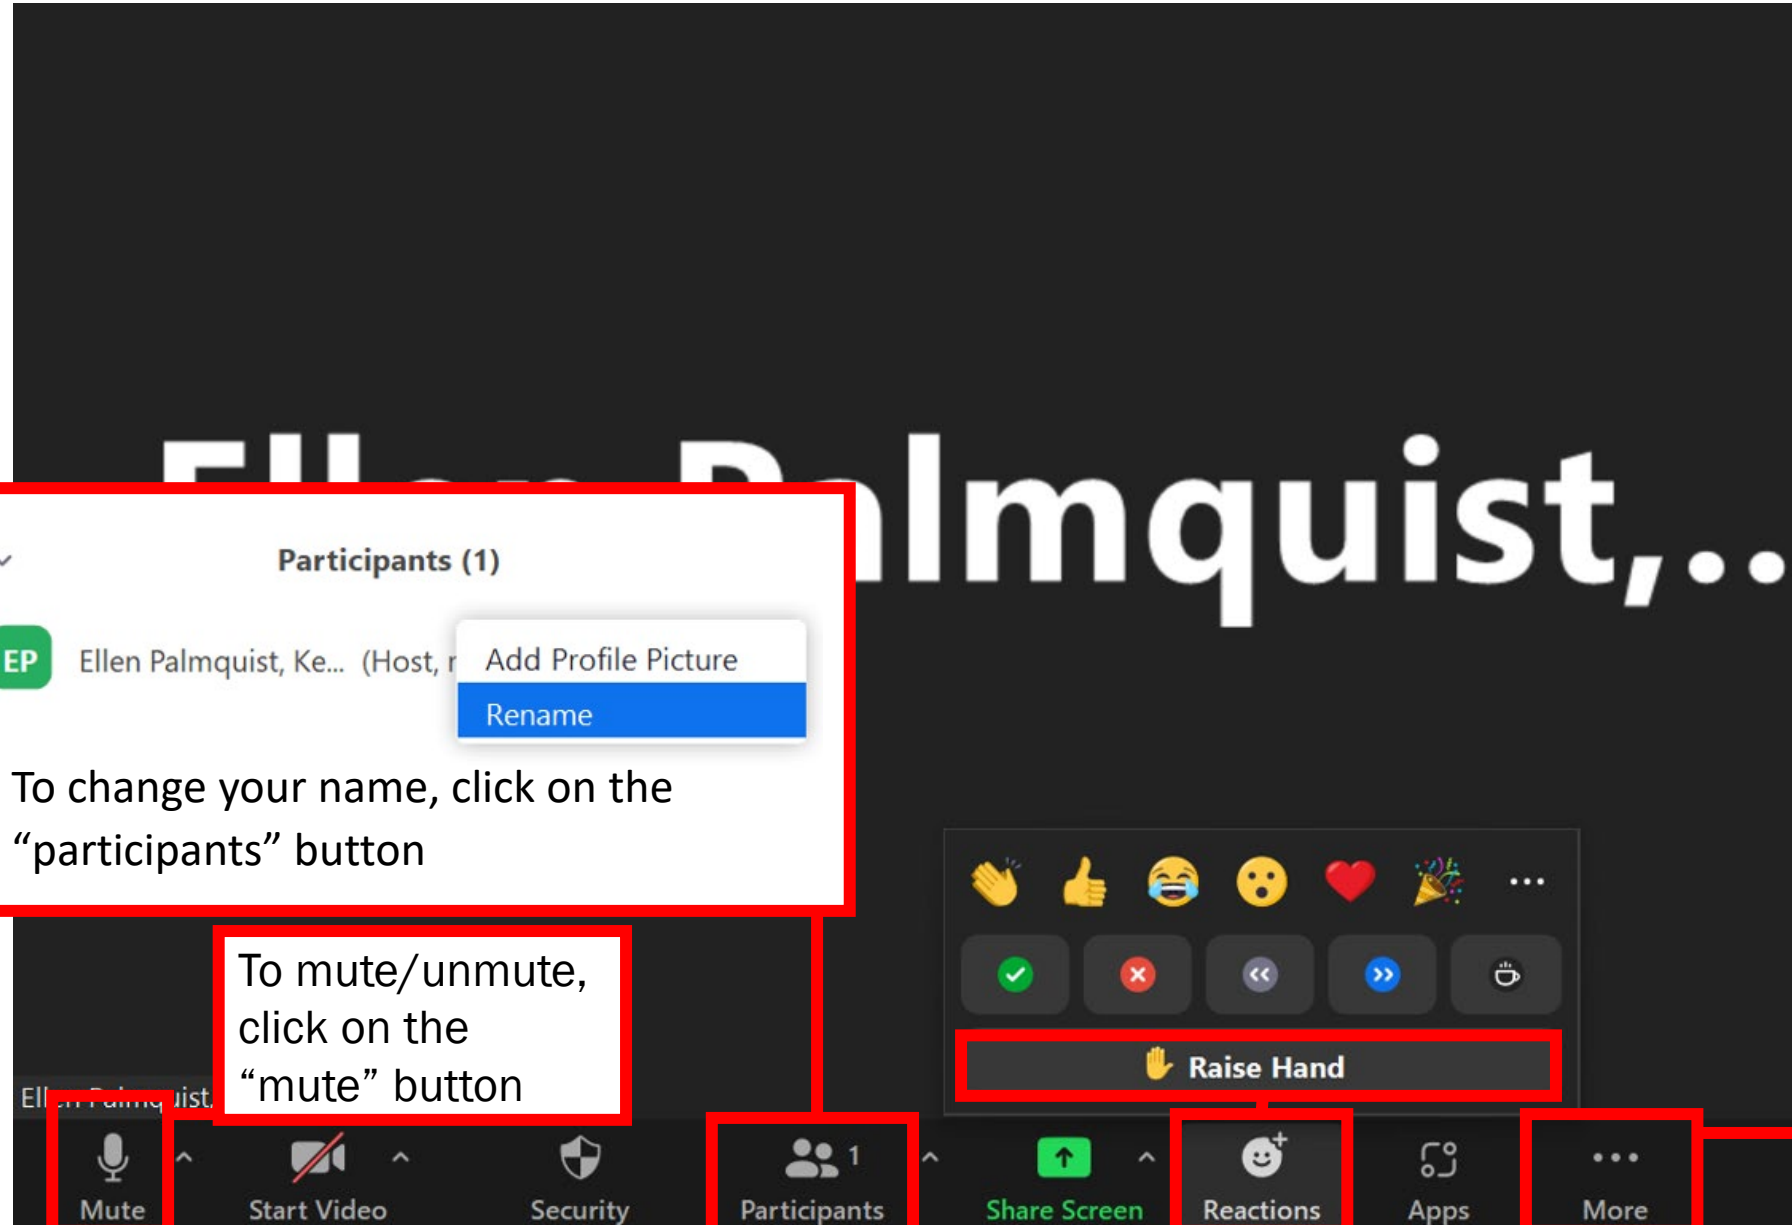 Ellen Palmquist,...
Participants (1)
EP
Ellen Palmquist, Ke... (Host,
Add Profile Picture
Rename
To change your name, click on the
“participants” button
To mute/unmute,
click on the
“mute” button
Raise Hand
Ellen Palmquist,
1
Mute
Start Video
Security
Participants
Share Screen
Reactions
Apps
More